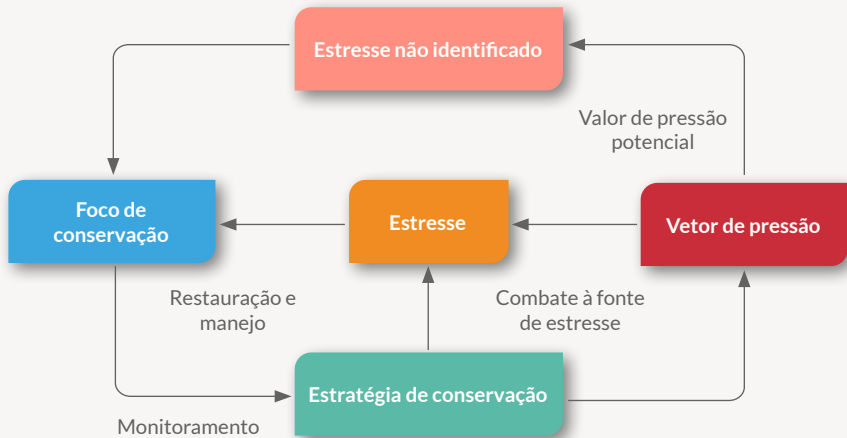 Estresse não identificado
Valor de pressão
potencial
Foco de
conservação
Estresse
Vetor de pressão
Restauração e
manejo
Combate à fonte
de estresse
Estratégia de conservação
Monitoramento